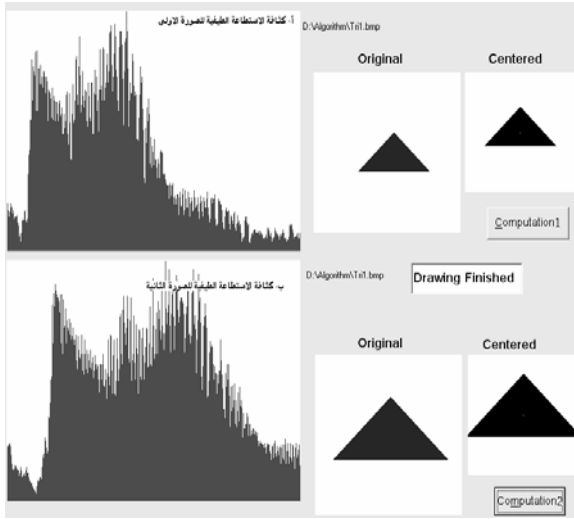 أ- كثافة الاستطاعة الطيفية للصورة الاولى
D:\Algorithm\Tri1.bmp
Original
Centered
Computation1
ب- كثافة الاستطاعة الطيفية للصورة الثانية
D:\Algorithm\Tri1.bmp
Drawing Finished
Original
Centered
Computation2